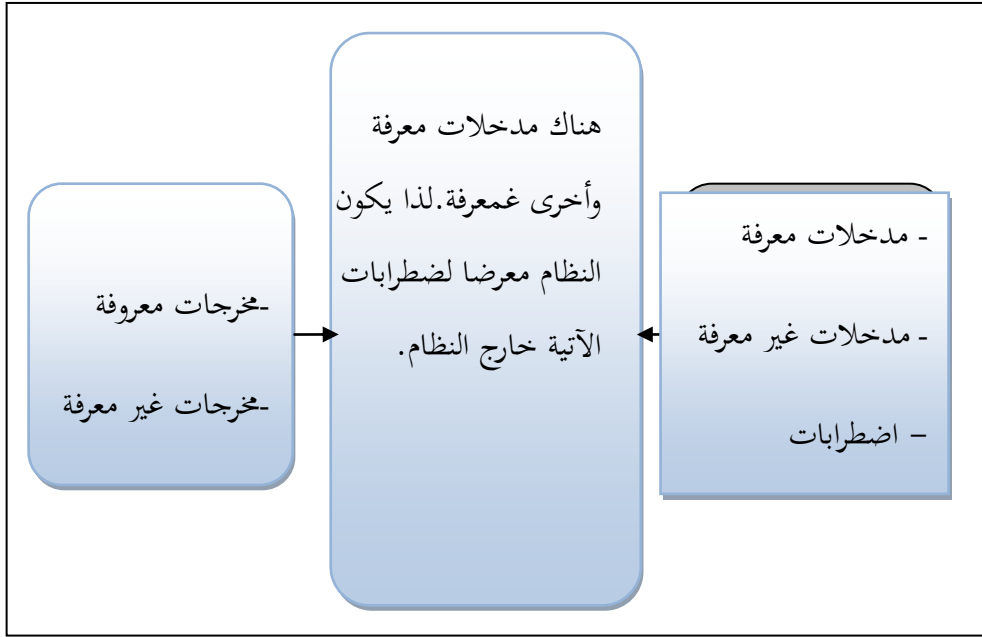 - مدخلات معرفة
- مدخلات غير معرفة
– اضطرابات
هناك مدخلات معرفة
وأخرى غمعرفة.لذا يكون
النظام معرضا لضطرابات
الآتية خارج النظام.
-مخرجات معروفة
-مخرجات غير معرفة